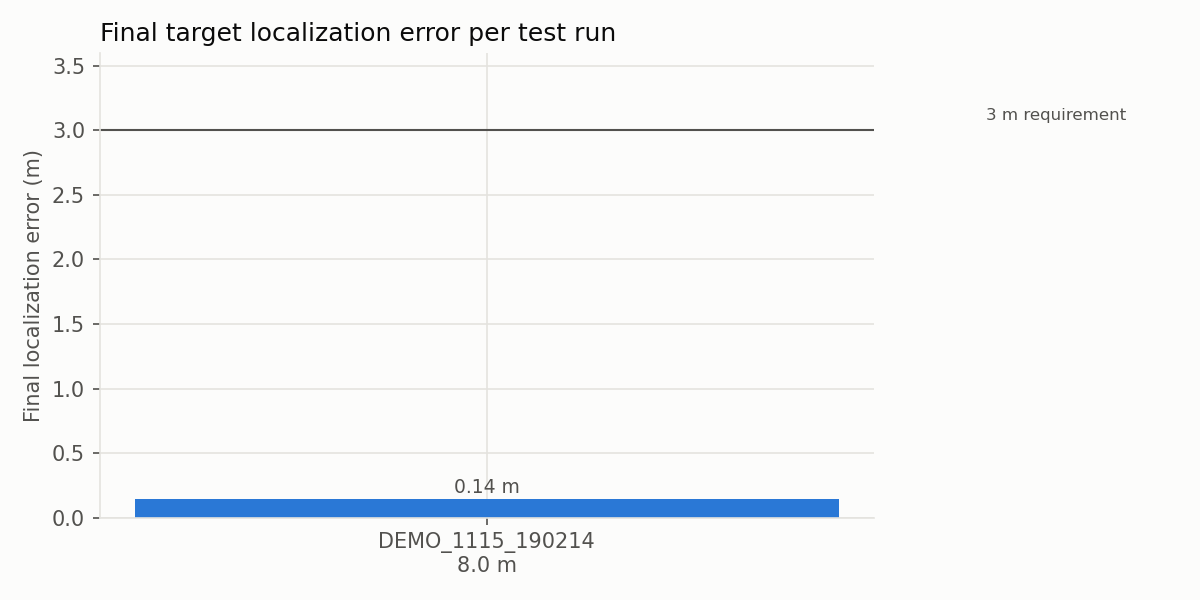 Final target localization error per test run
3.5
3.0
2.5
2.0
1.5
1.0
0.5
0.0
Final localization error (m)
3 m requirement
0.14 m
DEMO_1115_190214
8.0 m